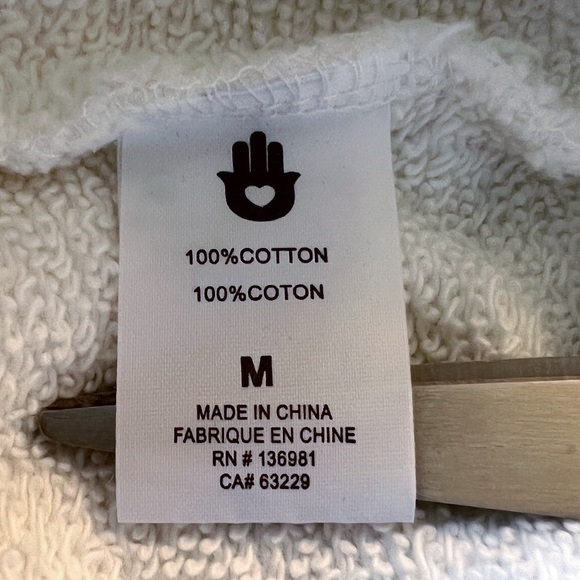 100%COTTON
100%COTON
M
MADE IN CHINA
FABRIQUE EN CHINE
RN # 136981
CA# 63229